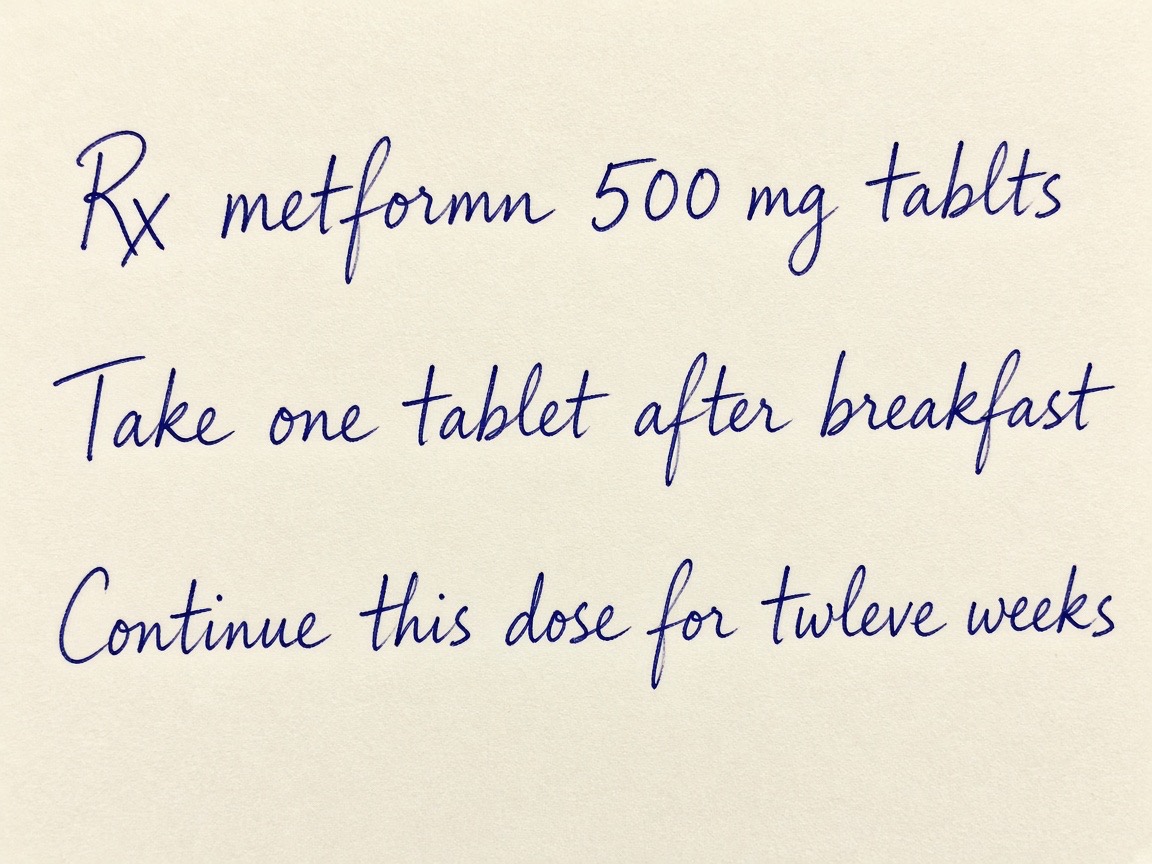 Rx metformn 500 mg tablts
Take one tablet after breakfast
Continue this dose for twleve weeks